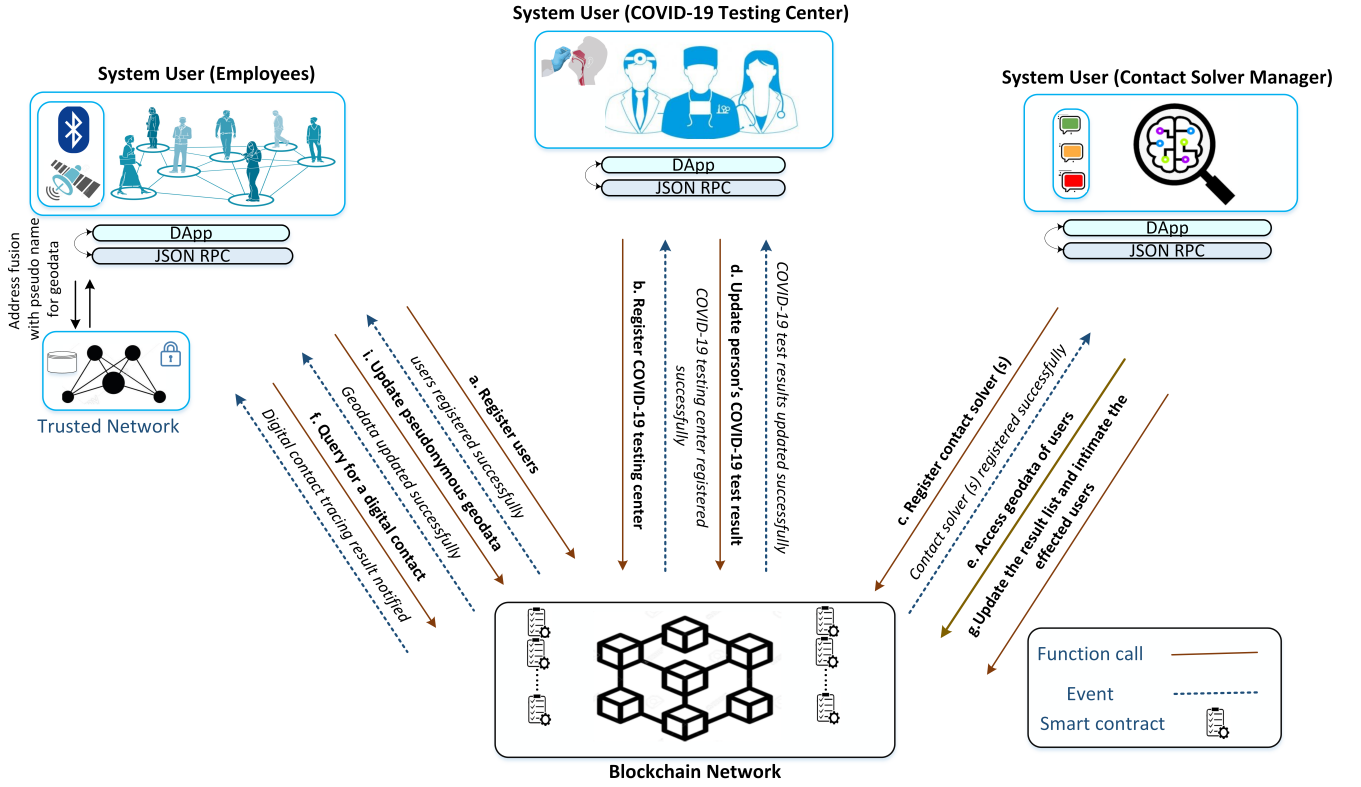 System User (COVID-19 Testing Center)
System User (Employees)
System User (Contact Solver Manager)
DApp
JSON RPC
DApp
JSON RPC
DApp
JSON RPC
Address fusion
with pseudo name
for geodata
Trusted Network
a. Register users
users registered successfully
i. Update pseudonymous geodata
Geodata updated successfully
f. Query for a digital contact
Digital contact tracing result notified
b. Register COVID-19 testing center
COVID-19 testing center registered
successfully
d. Update person's COVID-19 test result
COVID-19 test results updated successfully
c. Register contact solver (s)
Contact solver (s) registered successfully
e. Access geodata of users
g.Update the result list and intimate the
effected users
Function call
Event
Smart contract
Blockchain Network